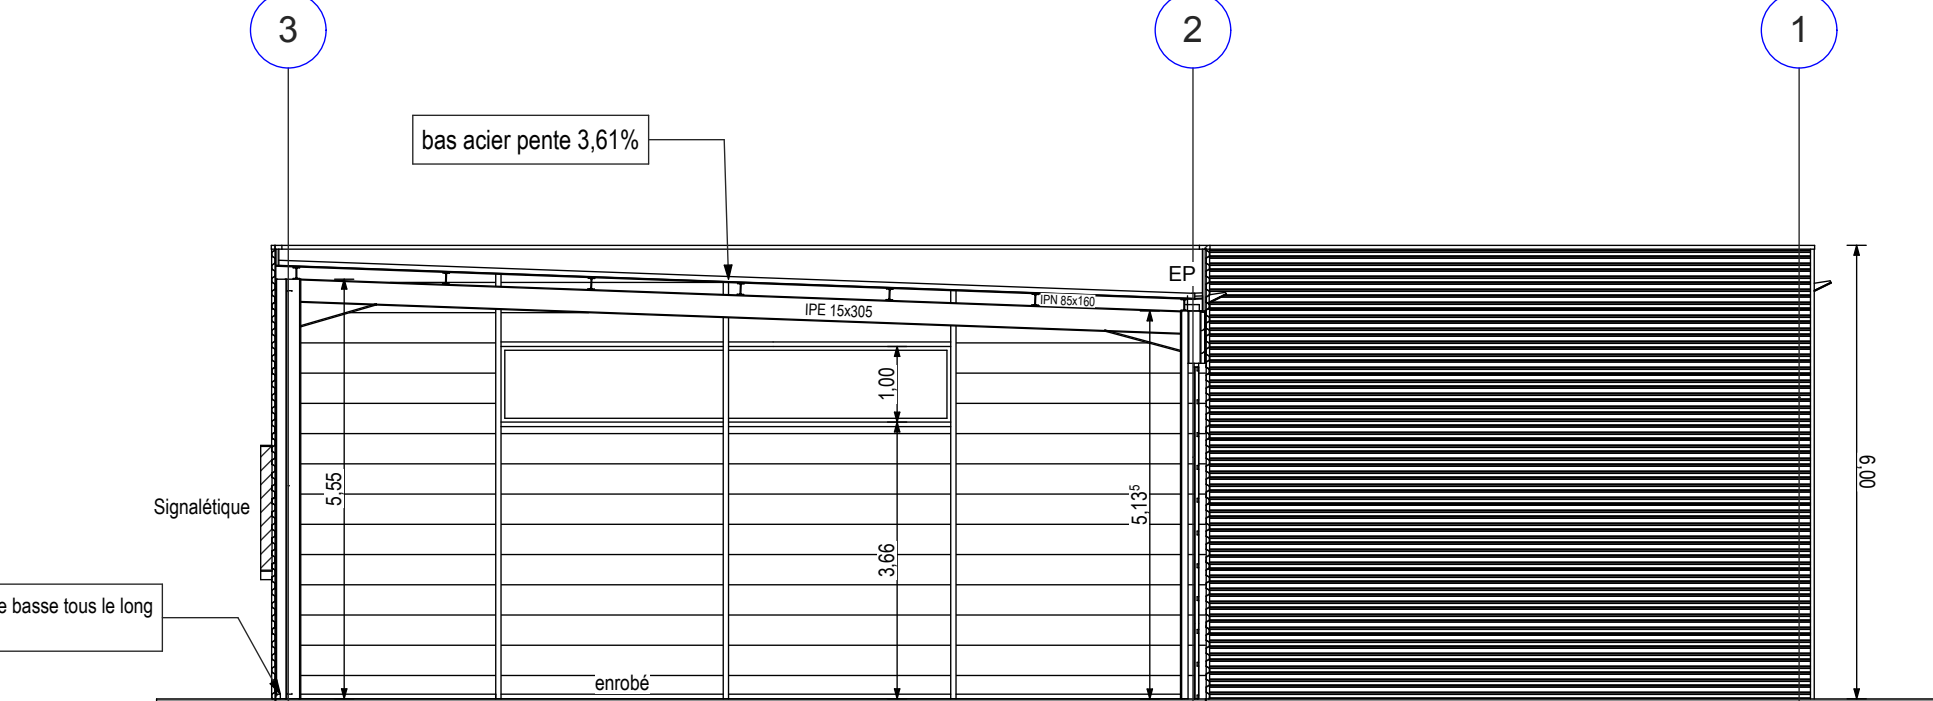 3
2
1
bas acier pente 3,61%
EP
IPN 85x160
IPE 15x305
1,00
5,55
5,13⁵
6,00
Signalétique
3,66
basse tous le long
enrobé